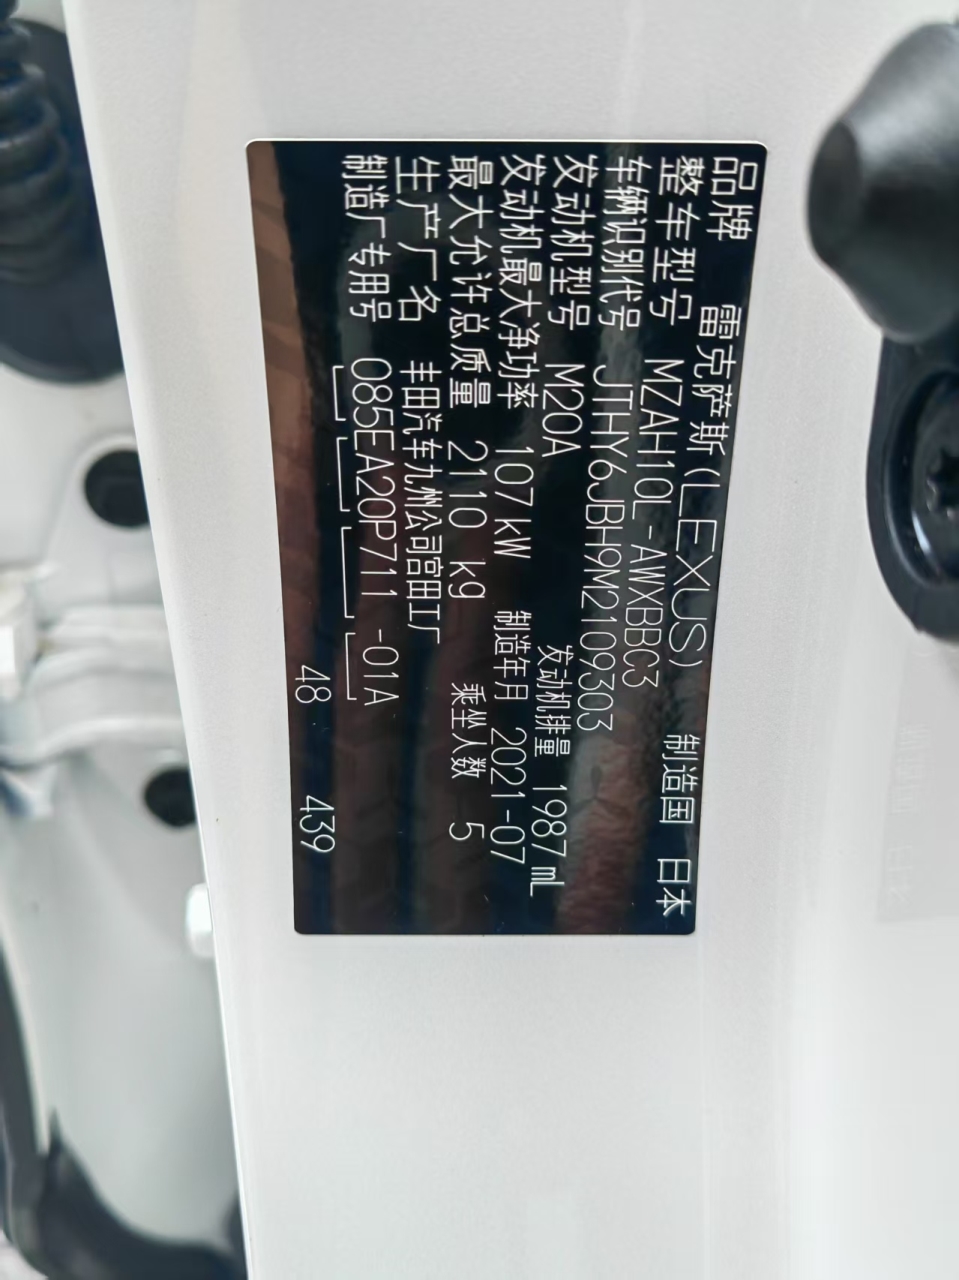 品牌 雷克萨斯(LEXUS) 制造国 日本
整车型号 MZAH10L-AWXBBC3
车辆识别代号 JTHY6JBH9M2109303
发动机型号 M20A 发动机排量 1987 mL
发动机最大净功率 107 kW 制造年月 2021-07
最大允许总质量 2110 kg 乘坐人数 5
生产厂名 丰田汽车九州公司宫田工厂
制造厂专用号 085EA20P711 -01A
48 439